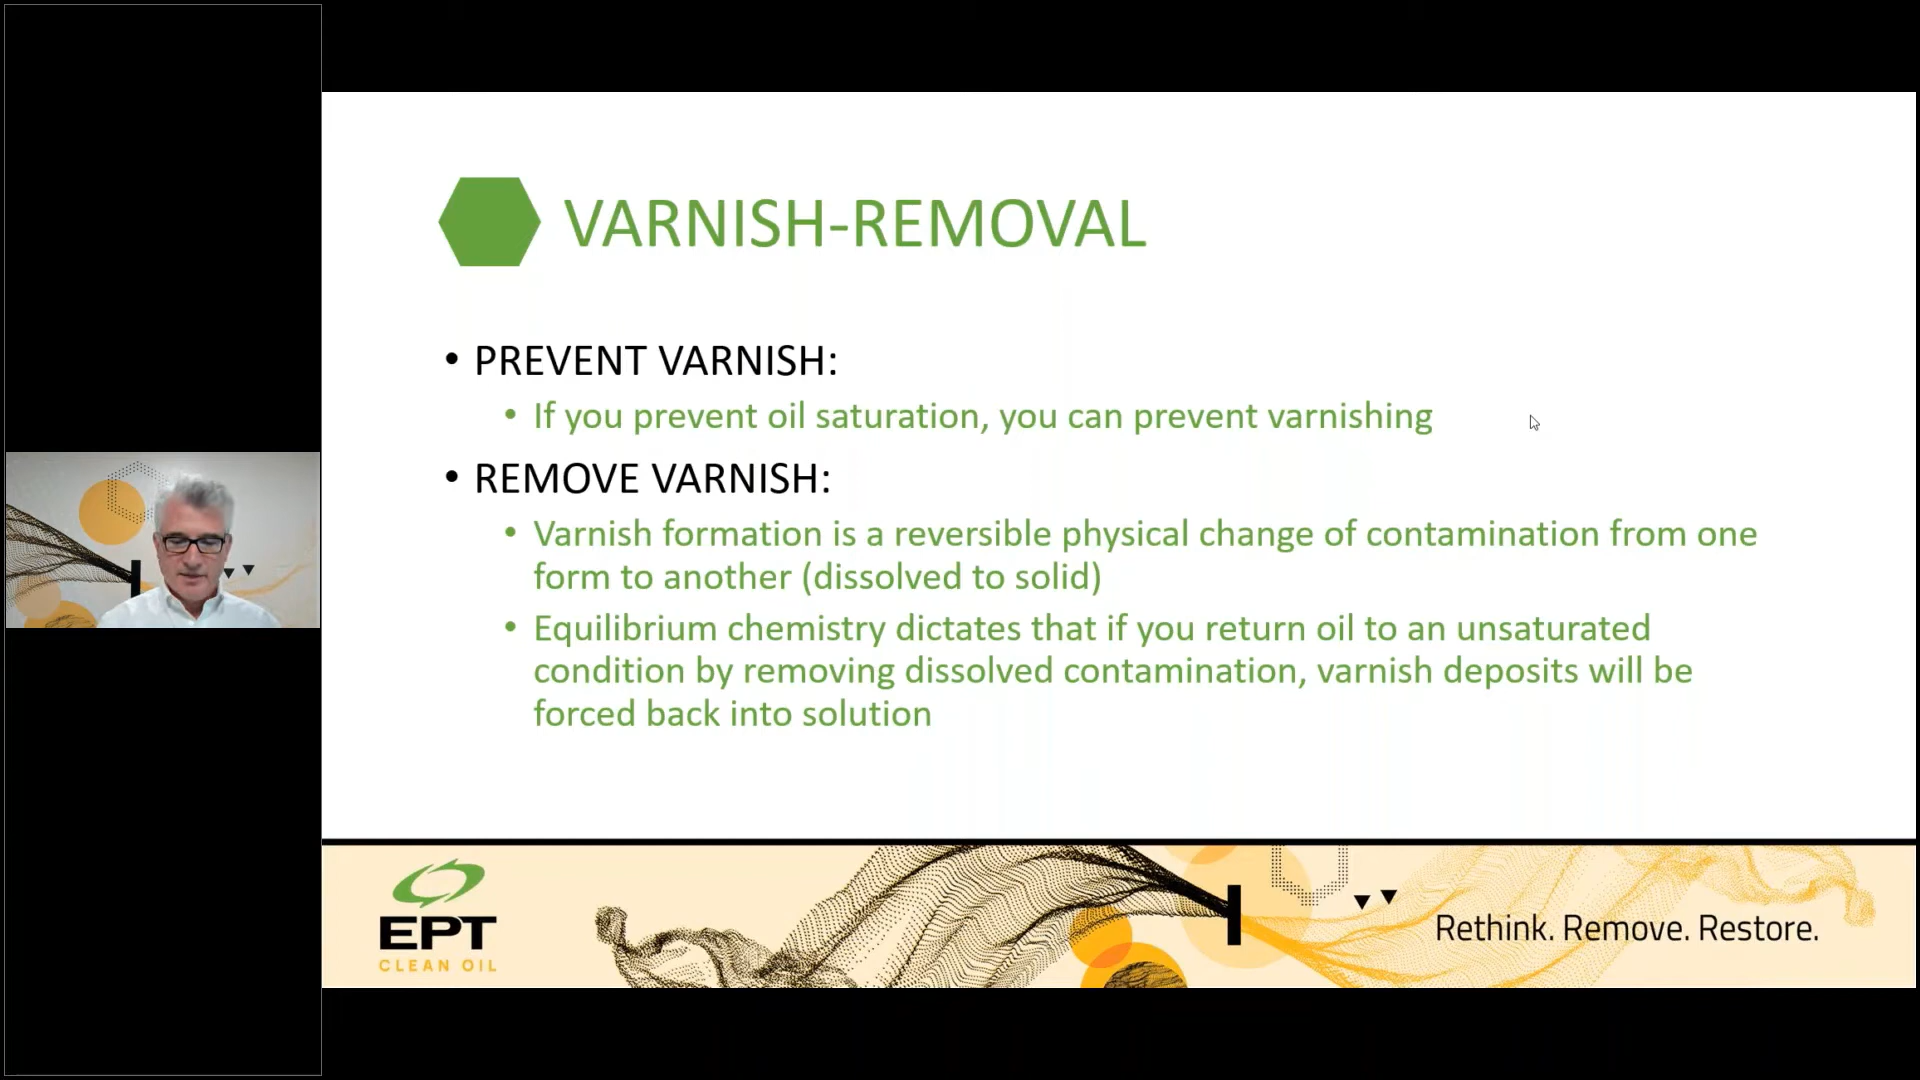 VARNISH-REMOVAL
• PREVENT VARNISH:
• If you prevent oil saturation, you can prevent varnishing
• REMOVE VARNISH:
• Varnish formation is a reversible physical change of contamination from one
form to another (dissolved to solid)
• Equilibrium chemistry dictates that if you return oil to an unsaturated
condition by removing dissolved contamination, varnish deposits will be
forced back into solution
EPT
CLEAN OIL
Rethink. Remove. Restore.